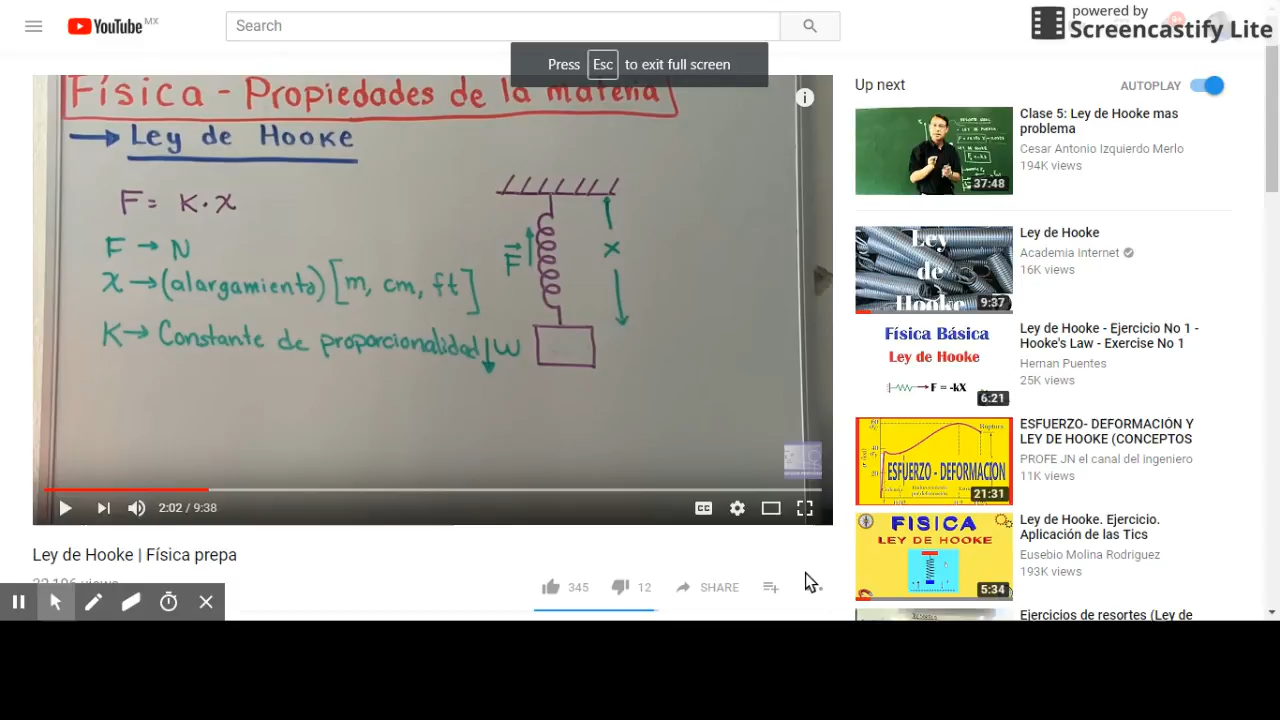 YouTube MX
Search
powered by
Screencastify Lite
Press Esc to exit full screen
Física - Propiedades de la materia
Ley de Hooke
F = K · x
F → N
x → (alargamiento) [m, cm, ft]
K → Constante de proporcionalidad
F
x
W
2:02 / 9:38
CC
Ley de Hooke | Física prepa
views
345
12
SHARE
Up next
AUTOPLAY
Clase 5: Ley de Hooke mas
problema
Cesar Antonio Izquierdo Merlo
194K views
37:48
Ley
de
Hooke
9:37
Ley de Hooke
Academia Internet
16K views
Física Básica
Ley de Hooke
F = -kX
6:21
Ley de Hooke - Ejercicio No 1 -
Hooke's Law - Exercise No 1
Hernan Puentes
25K views
Ruptura
ESFUERZO - DEFORMACION
21:31
ESFUERZO- DEFORMACIÓN Y
LEY DE HOOKE (CONCEPTOS
PROFE JN el canal del ingeniero
11K views
FISICA
LEY DE HOOKE
5:34
Ley de Hooke. Ejercicio.
Aplicación de las Tics
Eusebio Molina Rodriguez
193K views
Ejercicios de resortes (Ley de